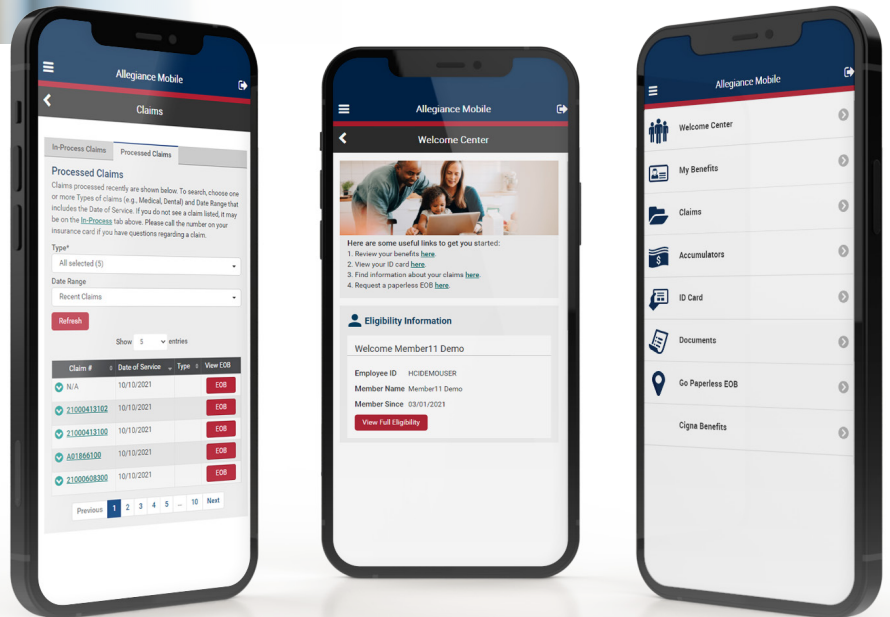 Allegiance Mobile
Claims
In-Process Claims
Processed Claims
Processed Claims
Claims processed recently are shown below. To search, choose one
or more Types of claims (e.g., Medical, Dental) and Date Range that
includes the Date of Service. If you do not see a claim listed, it may
be on the In-Process tab above. Please call the number on your
insurance card if you have questions regarding a claim.
Type*
All selected (5)
Date Range
Recent Claims
Refresh
Show 5 entries
Claim # Date of Service Type View EOB
N/A 10/10/2021 EOB
21000413102 10/10/2021 EOB
21000413100 10/10/2021 EOB
A01866100 10/10/2021 EOB
21000608300 10/10/2021 EOB
Previous 1 2 3 4 5 … 10 Next
Allegiance Mobile
Welcome Center
Here are some useful links to get you started:
1. Review your benefits here.
2. View your ID card here.
3. Find information about your claims here.
4. Request a paperless EOB here.
Eligibility Information
Welcome Member11 Demo
Employee ID HCIDEMOUSER
Member Name Member11 Demo
Member Since 03/01/2021
View Full Eligibility
Allegiance Mobile
Welcome Center
My Benefits
Claims
$
Accumulators
ID Card
Documents
Go Paperless EOB
Cigna Benefits